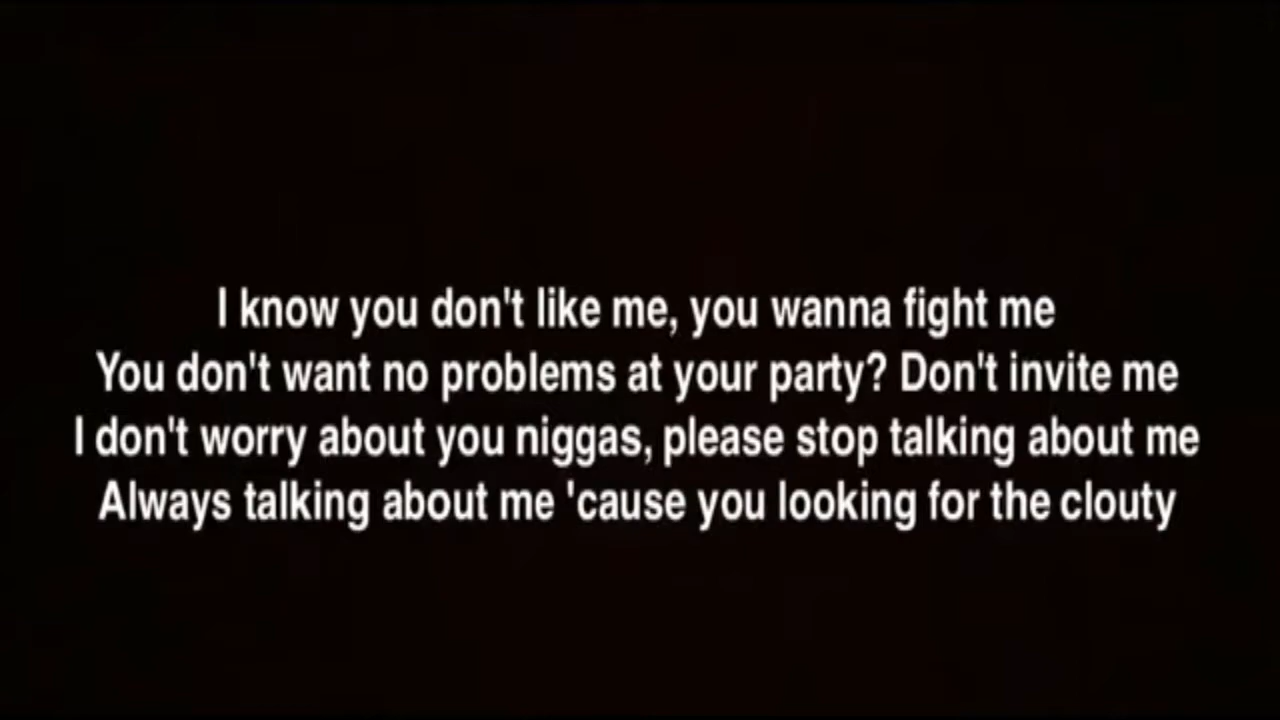 I know you don't like me, you wanna fight me
You don't want no problems at your party? Don't invite me
I don't worry about you niggas, please stop talking about me
Always talking about me 'cause you looking for the clouty